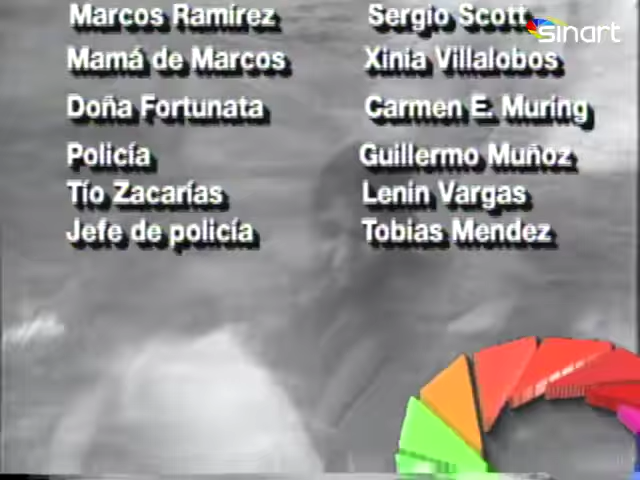 Marcos Ramírez Sergio Scott
sinart
Mamá de Marcos Xinia Villalobos
Doña Fortunata Carmen E. Muring
Policía Guillermo Muñoz
Tío Zacarías Lenín Vargas
Jefe de policía Tobias Mendez